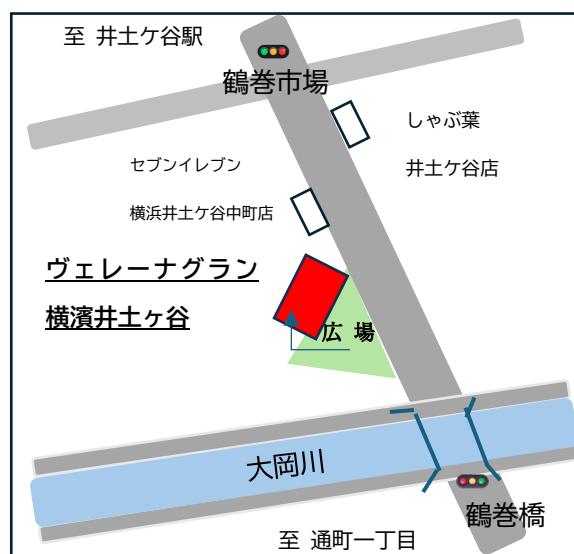 至 井土ケ谷駅
鶴巻市場
しゃぶ葉
井土ケ谷店
セブンイレブン
横浜井土ケ谷中町店
ヴェレーナグラン
横濱井土ヶ谷
広 場
大岡川
鶴巻橋
至 通町一丁目